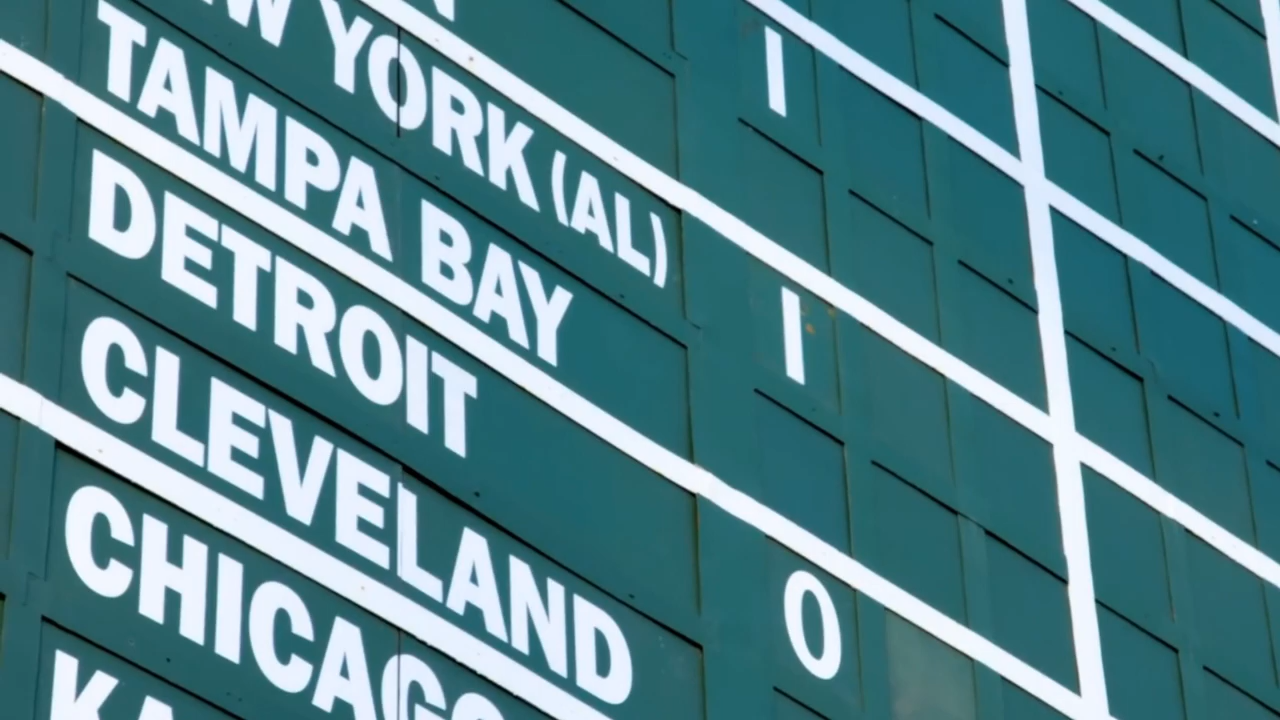 YORK (AL)
TAMPA BAY
DETROIT
CLEVELAND
CHICAGO
1
1
0